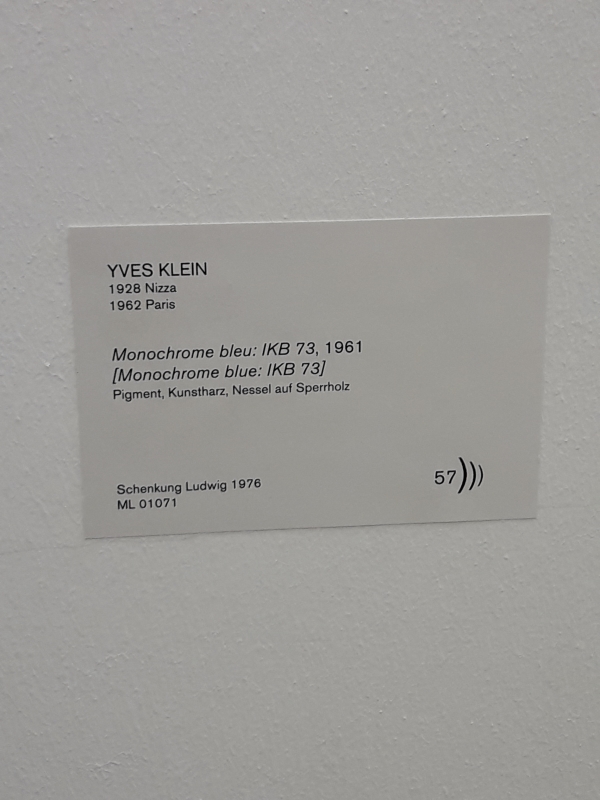 YVES KLEIN
1928 Nizza
1962 Paris
Monochrome bleu: IKB 73, 1961
[Monochrome blue: IKB 73]
Pigment, Kunstharz, Nessel auf Sperrholz
Schenkung Ludwig 1976
ML 01071
57)))